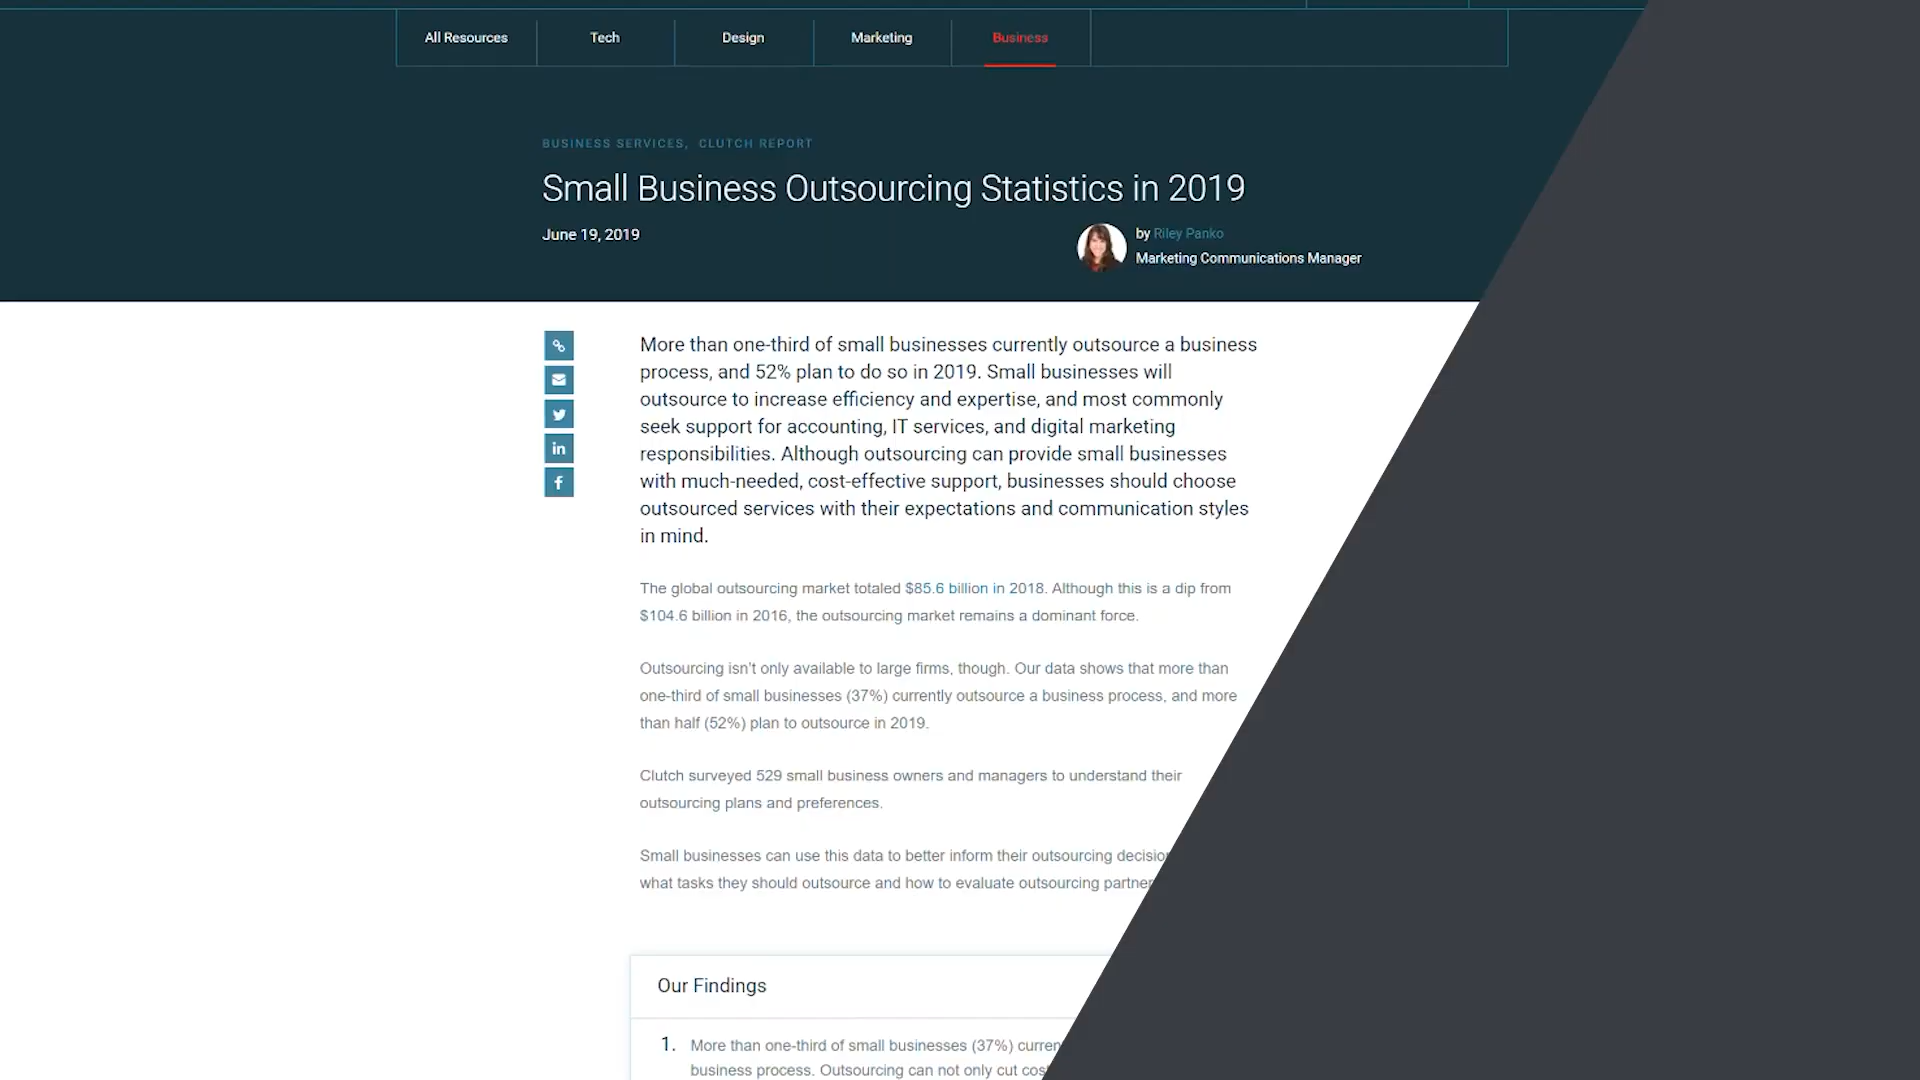 All Resources
Tech
Design
Marketing
Business
BUSINESS SERVICES, CLUTCH REPORT
Small Business Outsourcing Statistics in 2019
June 19, 2019
by Riley Panko
Marketing Communications Manager
More than one-third of small businesses currently outsource a business
process, and 52% plan to do so in 2019. Small businesses will
outsource to increase efficiency and expertise, and most commonly
seek support for accounting, IT services, and digital marketing
responsibilities. Although outsourcing can provide small businesses
with much-needed, cost-effective support, businesses should choose
outsourced services with their expectations and communication styles
in mind.
The global outsourcing market totaled $85.6 billion in 2018. Although this is a dip from
$104.6 billion in 2016, the outsourcing market remains a dominant force.
Outsourcing isn't only available to large firms, though. Our data shows that more than
one-third of small businesses (37%) currently outsource a business process, and more
than half (52%) plan to outsource in 2019.
Clutch surveyed 529 small business owners and managers to understand their
outsourcing plans and preferences.
Small businesses can use this data to better inform their outsourcing
what tasks they should outsource and how to evaluate outsourcing
Our Findings
1. More than one-third of small businesses (37%)
business process. Outsourcing can not only cut